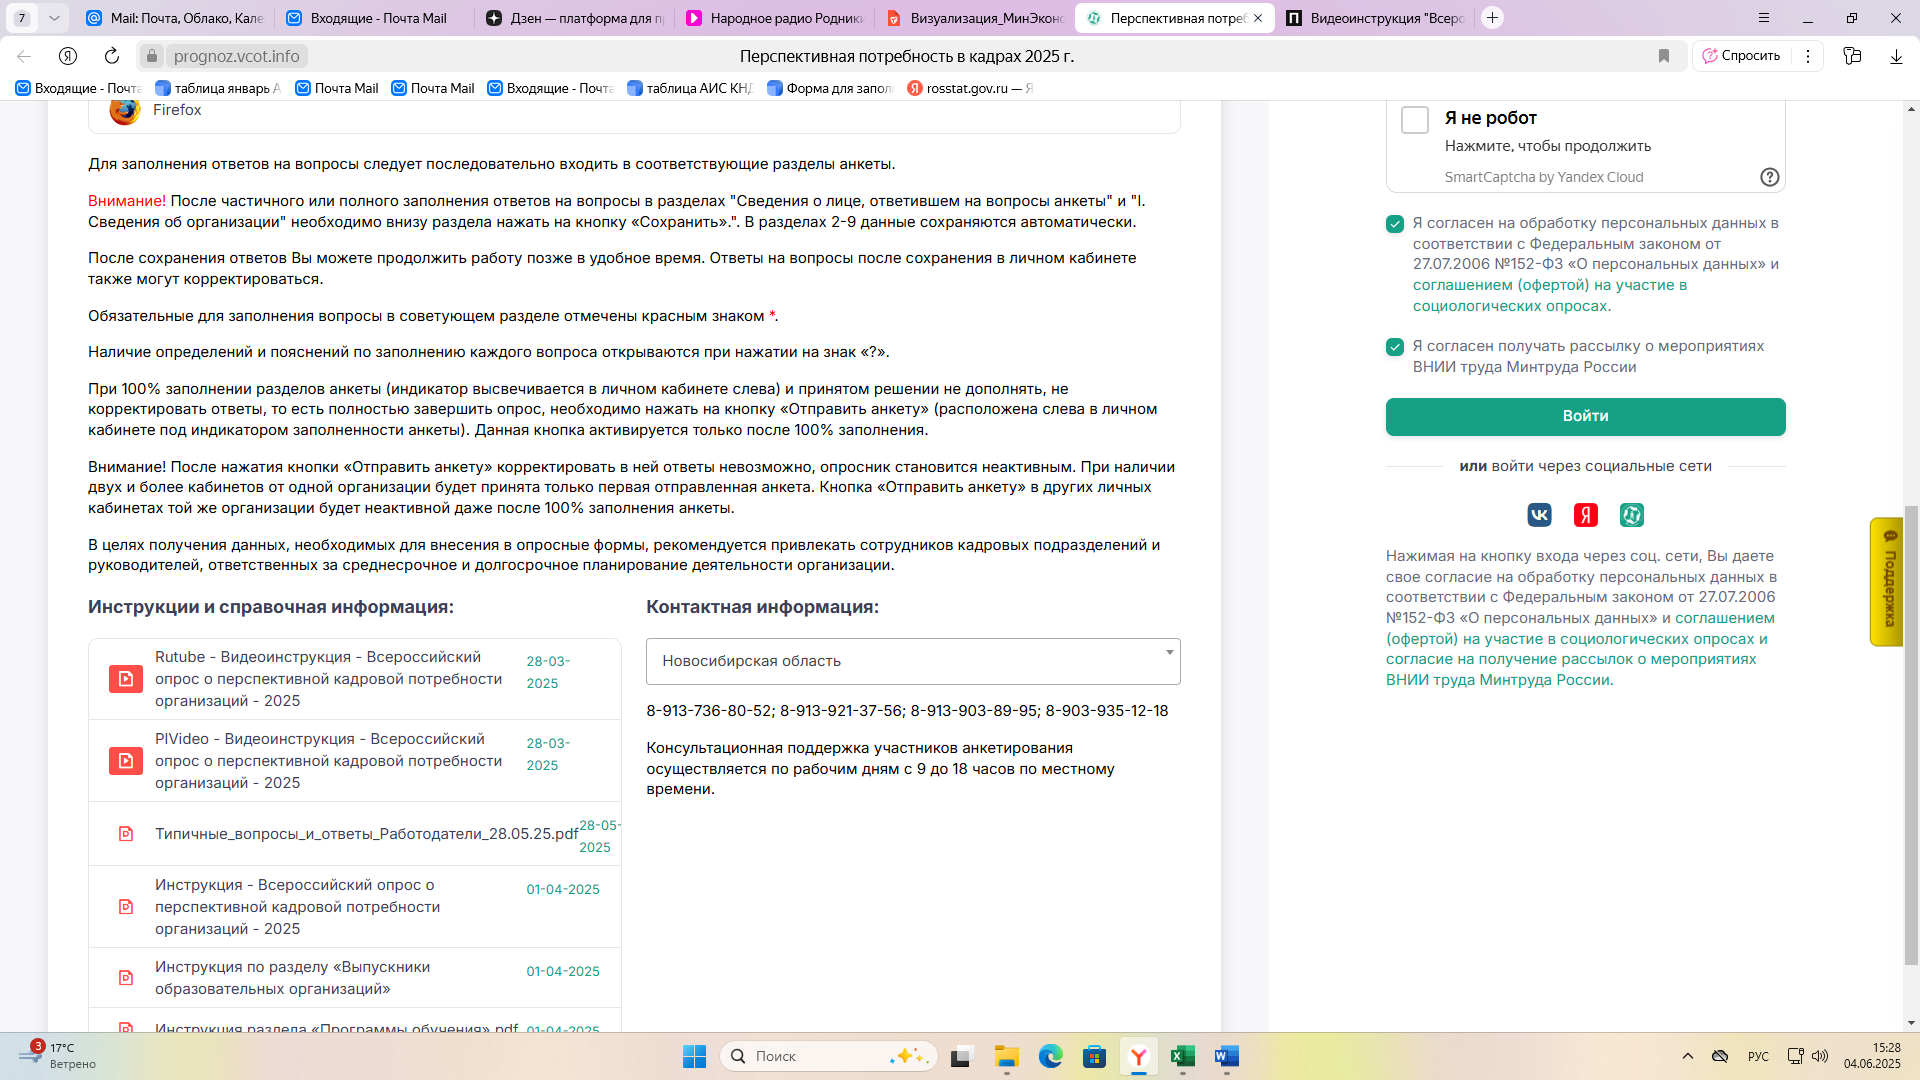 7
Mail: Почта, Облако, Кале
Входящие - Почта Mail
Дзен — платформа для п
Народное радио Родники
Визуализация_МинЭконо
Перспективная потреб
Видеоинструкция "Всеро
prognoz.vcot.info
Перспективная потребность в кадрах 2025 г.
Спросить
Входящие - Почта
таблица январь А
Почта Mail
Почта Mail
Входящие - Почта
таблица АИС КНД
Форма для запол
rosstat.gov.ru — Я
Firefox
Для заполнения ответов на вопросы следует последовательно входить в соответствующие разделы анкеты.
Внимание! После частичного или полного заполнения ответов на вопросы в разделах "Сведения о лице, ответившем на вопросы анкеты" и "I.
Сведения об организации" необходимо внизу раздела нажать на кнопку «Сохранить».". В разделах 2-9 данные сохраняются автоматически.
После сохранения ответов Вы можете продолжить работу позже в удобное время. Ответы на вопросы после сохранения в личном кабинете
также могут корректироваться.
Обязательные для заполнения вопросы в советующем разделе отмечены красным знаком *.
Наличие определений и пояснений по заполнению каждого вопроса открываются при нажатии на знак «?».
При 100% заполнении разделов анкеты (индикатор высвечивается в личном кабинете слева) и принятом решении не дополнять, не
корректировать ответы, то есть полностью завершить опрос, необходимо нажать на кнопку «Отправить анкету» (расположена слева в личном
кабинете под индикатором заполненности анкеты). Данная кнопка активируется только после 100% заполнения.
Внимание! После нажатия кнопки «Отправить анкету» корректировать в ней ответы невозможно, опросник становится неактивным. При наличии
двух и более кабинетов от одной организации будет принята только первая отправленная анкета. Кнопка «Отправить анкету» в других личных
кабинетах той же организации будет неактивной даже после 100% заполнения анкеты.
В целях получения данных, необходимых для внесения в опросные формы, рекомендуется привлекать сотрудников кадровых подразделений и
руководителей, ответственных за среднесрочное и долгосрочное планирование деятельности организации.
Инструкции и справочная информация:
Rutube - Видеоинструкция - Всероссийский
опрос о перспективной кадровой потребности
организаций - 2025
28-03-
2025
PlVideo - Видеоинструкция - Всероссийский
опрос о перспективной кадровой потребности
организаций - 2025
28-03-
2025
Типичные_вопросы_и_ответы_Работодатели_28.05.25.pdf
28-05-
2025
Инструкция - Всероссийский опрос о
перспективной кадровой потребности
организаций - 2025
01-04-2025
Инструкция по разделу «Выпускники
образовательных организаций»
01-04-2025
Инструкция раздела «Программы обучения».pdf
01-04-2025
Контактная информация:
Новосибирская область
8-913-736-80-52; 8-913-921-37-56; 8-913-903-89-95; 8-903-935-12-18
Консультационная поддержка участников анкетирования
осуществляется по рабочим дням с 9 до 18 часов по местному
времени.
Я не робот
Нажмите, чтобы продолжить
SmartCaptcha by Yandex Cloud
Я согласен на обработку персональных данных в
соответствии с Федеральным законом от
27.07.2006 №152-ФЗ «О персональных данных» и
соглашением (офертой) на участие в
социологических опросах.
Я согласен получать рассылку о мероприятиях
ВНИИ труда Минтруда России
Войти
или войти через социальные сети
Нажимая на кнопку входа через соц. сети, Вы даете
свое согласие на обработку персональных данных в
соответствии с Федеральным законом от 27.07.2006
№152-ФЗ «О персональных данных» и соглашением
(офертой) на участие в социологических опросах и
согласие на получение рассылок о мероприятиях
ВНИИ труда Минтруда России.
Поддержка
3
17°C
Ветрено
Поиск
РУС
15:28
04.06.2025